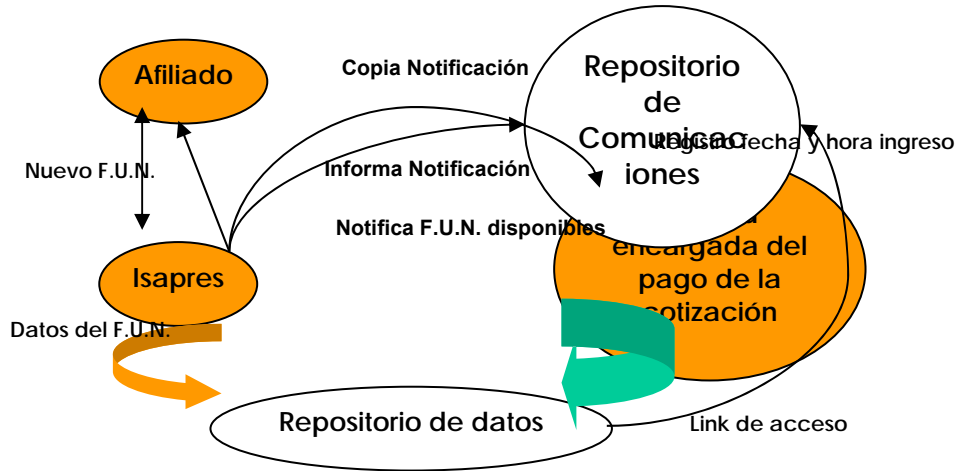 Afiliado
Copia Notificación
Repositorio
de
Comunicac
iones
Registro fecha y hora ingreso
Nuevo F.U.N.
Informa Notificación
Notifica F.U.N. disponibles
encargada del
pago de la
cotización
Isapres
Datos del F.U.N.
Repositorio de datos
Link de acceso